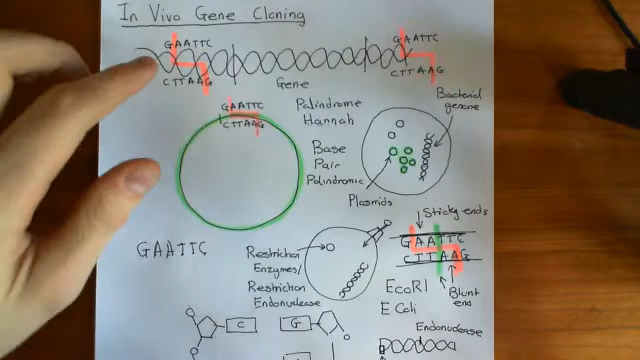 In Vivo Gene Cloning
GAATTC
CTTAAG
GAATTC
CTTAAG
Gene
GAATTC
CTTAAG
Palindrome
Hannah
Base
Pair
Palindromic
Bacterial
genome
Plasmids
GAATTC
Restriction
Enzymes/
Restriction
Endonuclease
Sticky ends
GAATTC
CTTAAG
EcoRI
E Coli
Blunt
end
Endonuclease
C
G